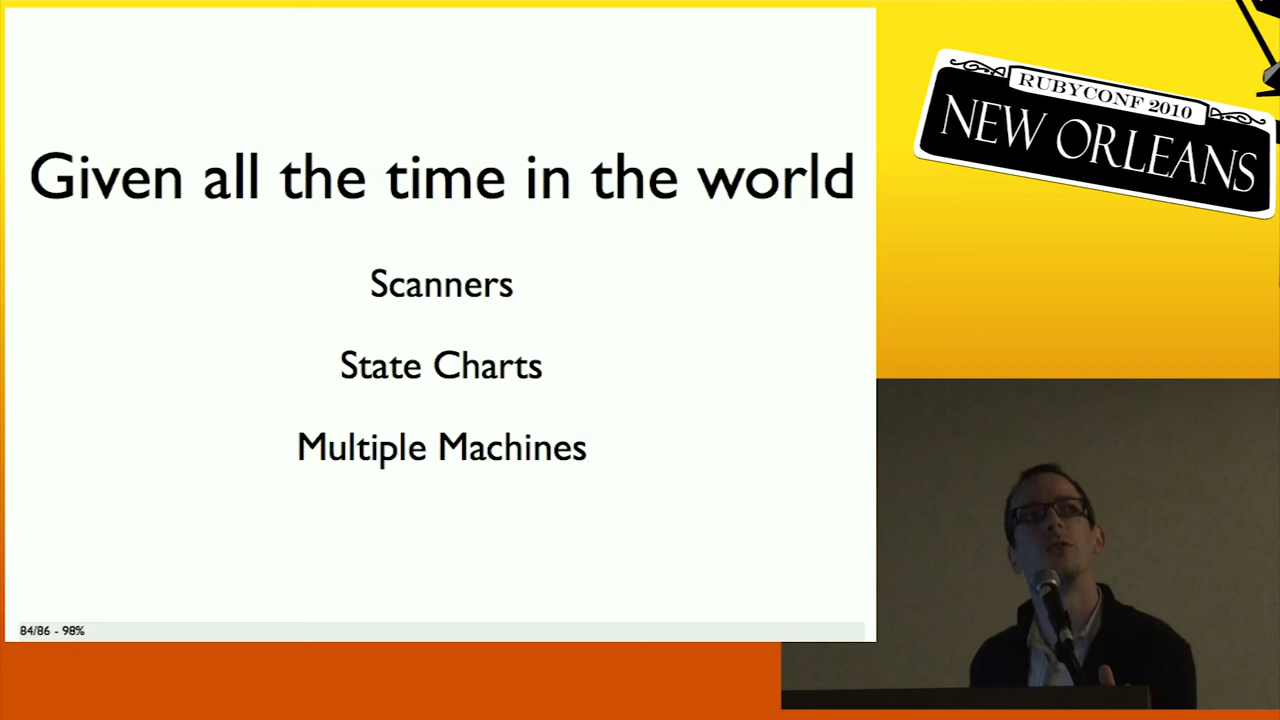 Given all the time in the world
Scanners
State Charts
Multiple Machines
84/86 - 98%
RUBYCONF 2010
NEW ORLEANS